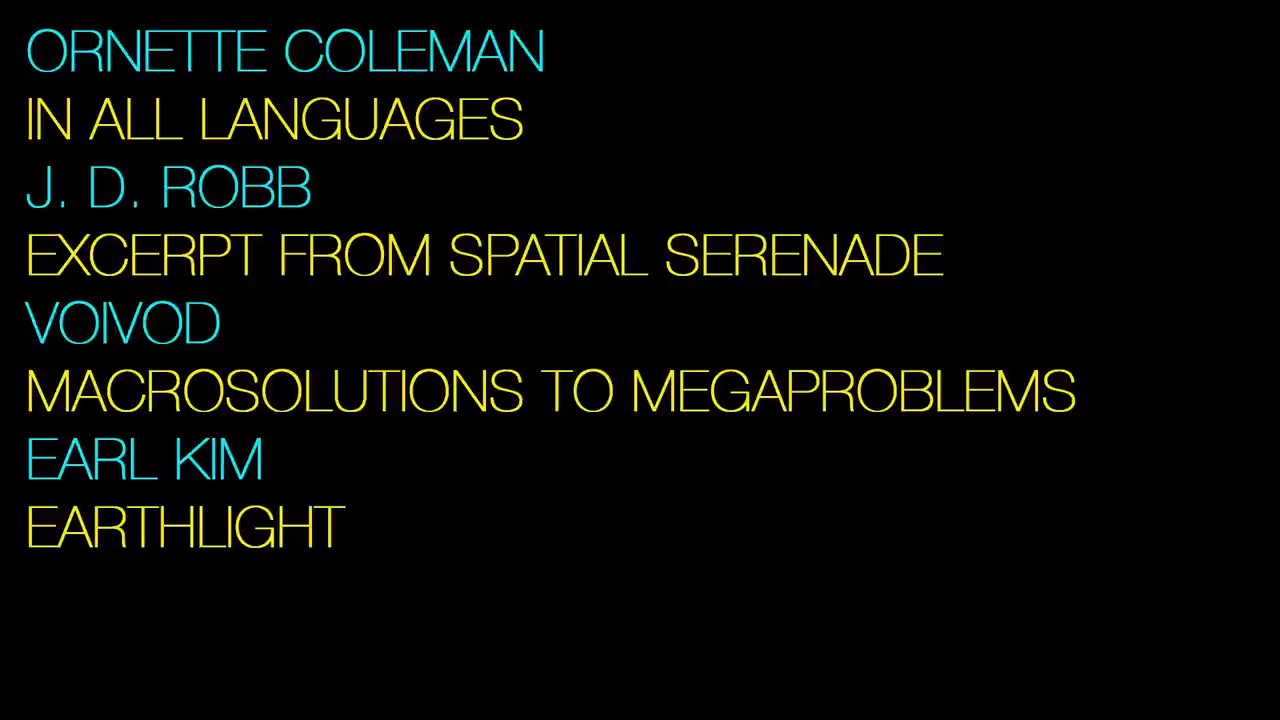 ORNETTE COLEMAN
IN ALL LANGUAGES
J. D. ROBB
EXCERPT FROM SPATIAL SERENADE
VOIVOD
MACROSOLUTIONS TO MEGAPROBLEMS
EARL KIM
EARTHLIGHT